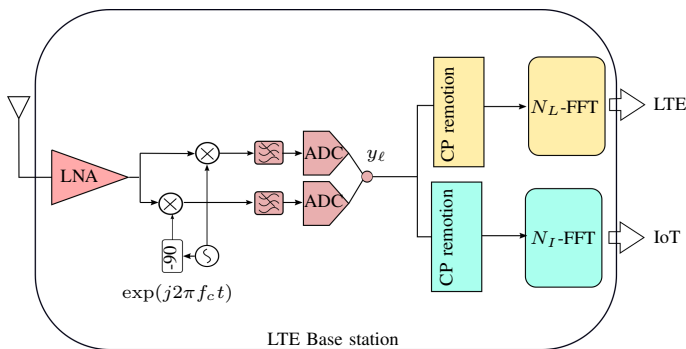 CP remotion
N_L-FFT
LTE
LNA
ADC
y_ℓ
ADC
CP remotion
N_I-FFT
IoT
-90
exp(j2πf_c t)
LTE Base station